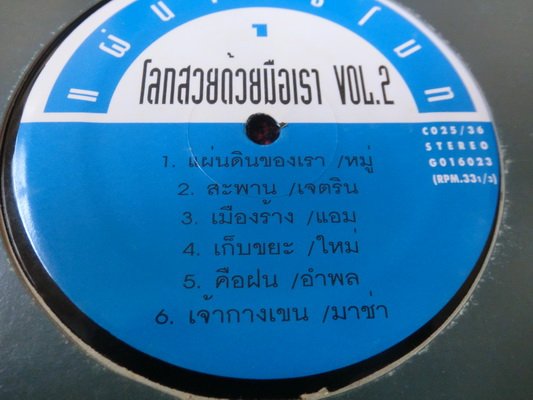 1
โลกสวยด้วยมือเรา VOL.2
CO25/36
STEREO
G016023
(RPM.33 1/3)
1. แผ่นดินของเรา /หมู่
2. สะพาน /เจตริน
3. เมืองร้าง /แอม
4. เก็บขยะ /ใหม่
5. คือฝน /อำพล
6. เจ้ากางเขน /มาช่า